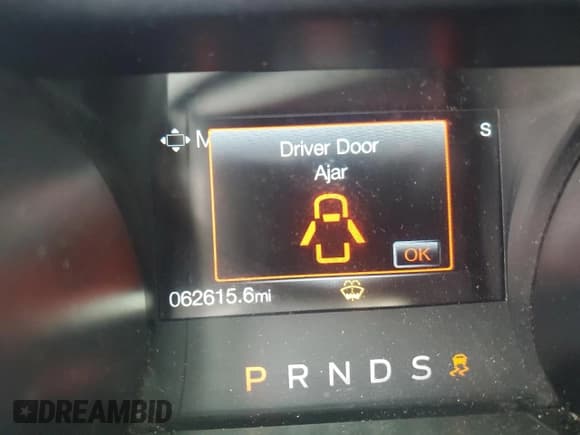 M
S
Driver Door
Ajar
OK
062615.6mi
P R N D S
DREAMBID